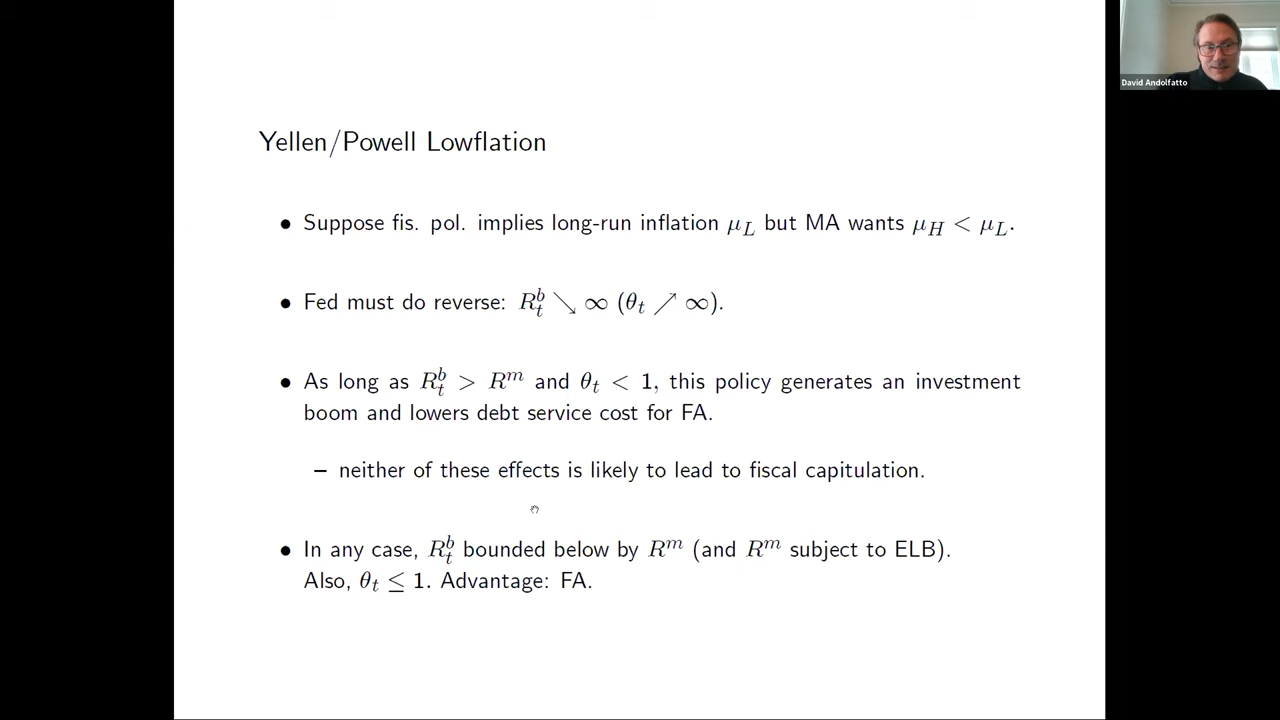 David Andolfatto
Yellen/Powell Lowflation
• Suppose fis. pol. implies long-run inflation μ_L but MA wants μ_H < μ_L.
• Fed must do reverse: R_t^b ↘ ∞ (θ_t ↗ ∞).
• As long as R_t^b > R^m and θ_t < 1, this policy generates an investment
boom and lowers debt service cost for FA.
– neither of these effects is likely to lead to fiscal capitulation.
• In any case, R_t^b bounded below by R^m (and R^m subject to ELB).
Also, θ_t ≤ 1. Advantage: FA.